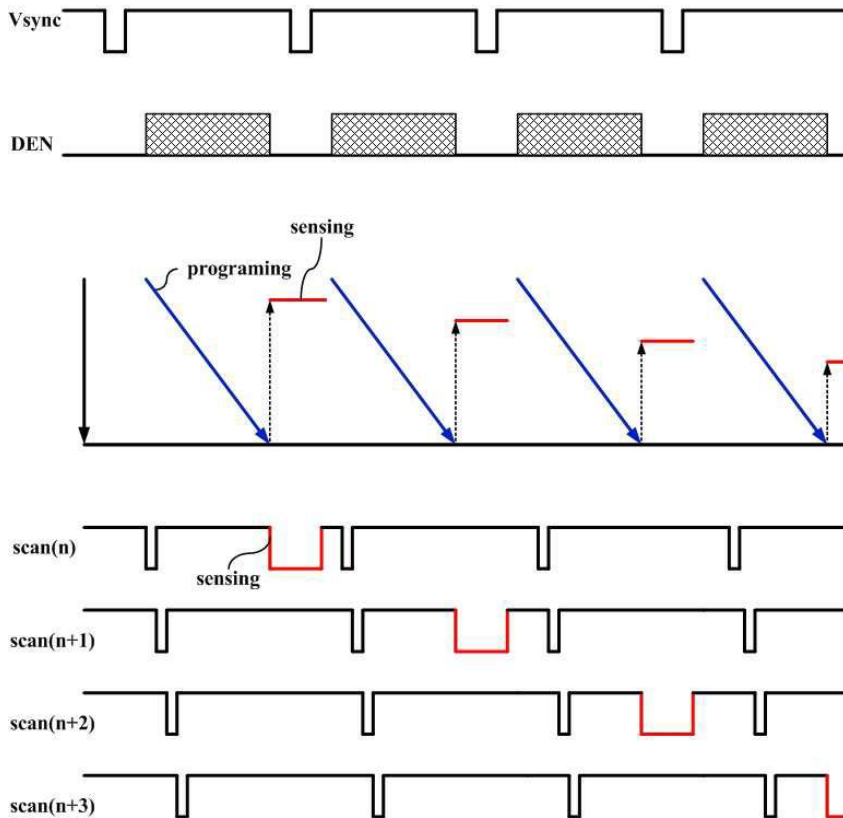 Vsync
DEN
sensing
programing
scan(n)
sensing
scan(n+1)
scan(n+2)
scan(n+3)